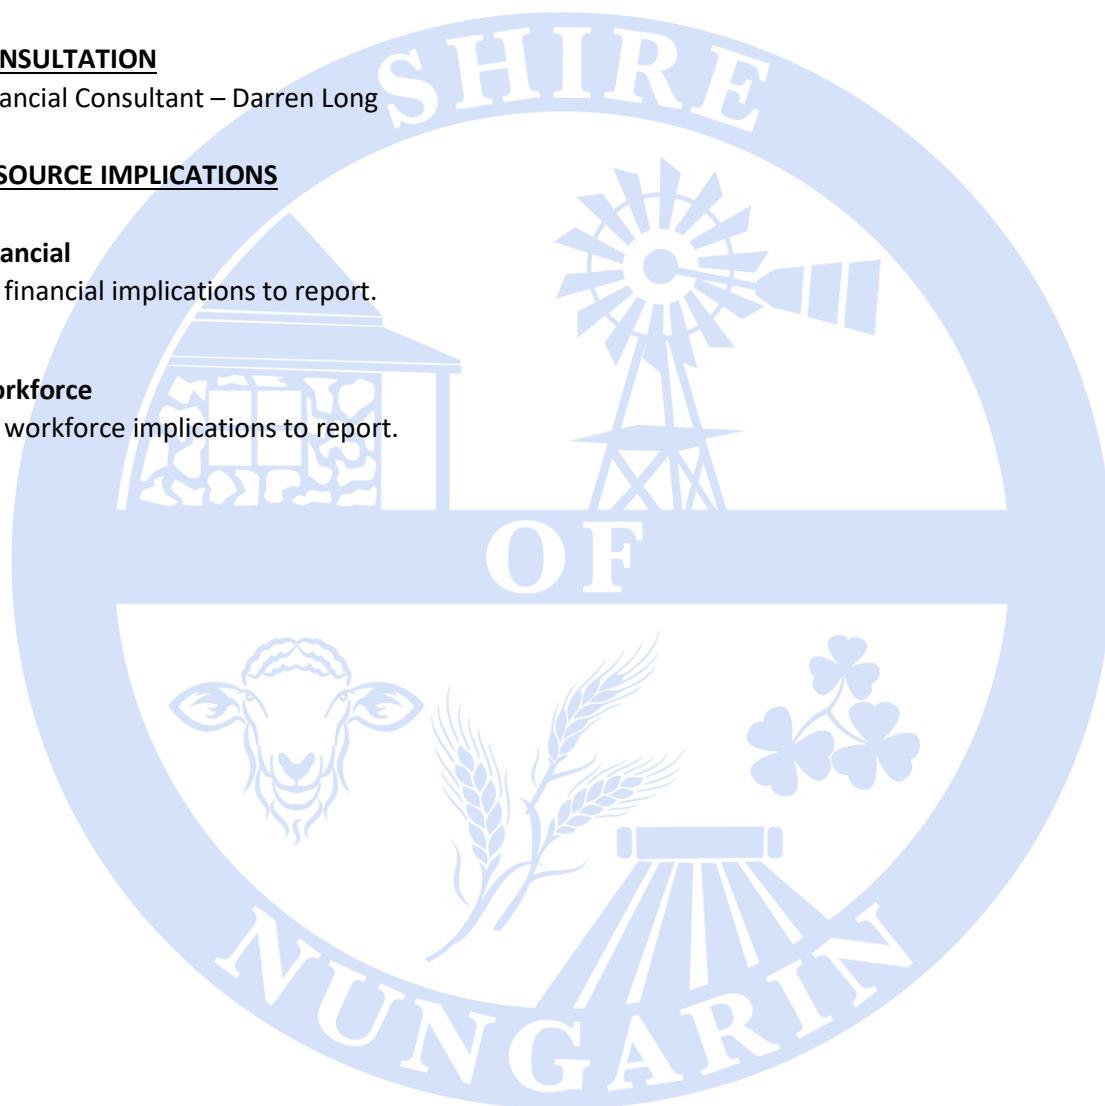 NSULTATION
ancial Consultant – Darren Long
SOURCE IMPLICATIONS
ancial
financial implications to report.
orkforce
workforce implications to report.
SHIRE
OF
NUNGARIN